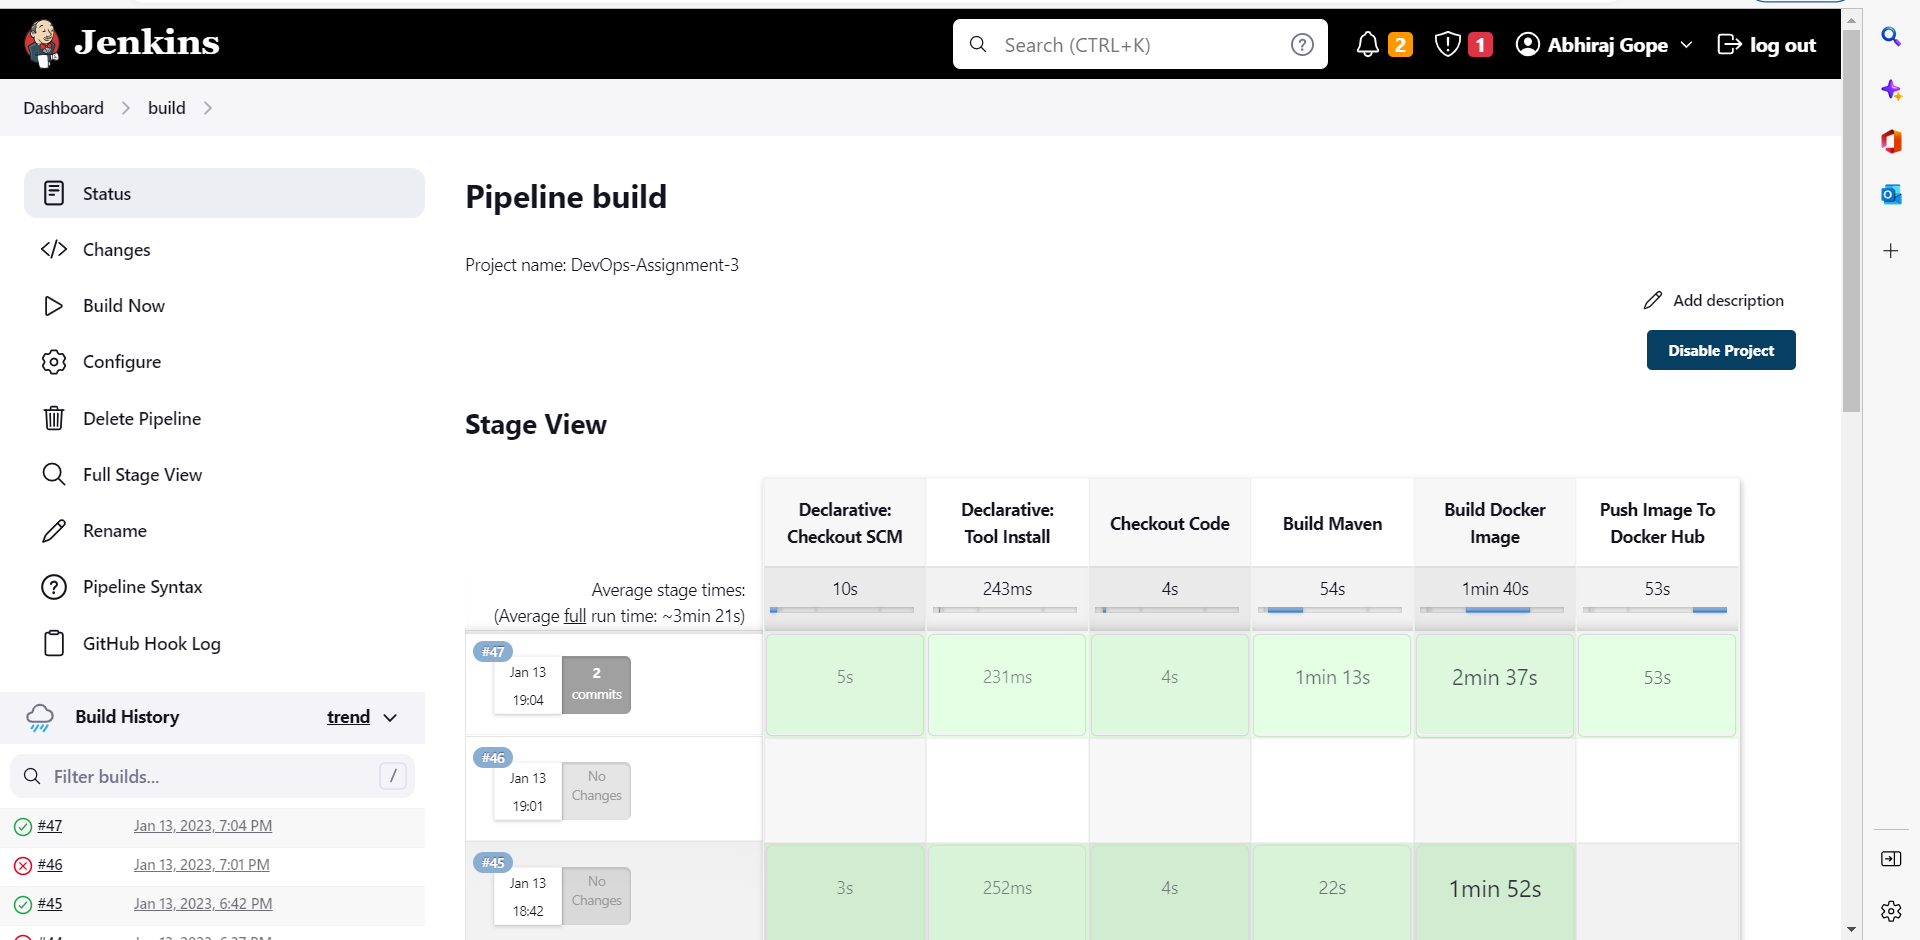 Jenkins
Search (CTRL+K)
?
2
1
Abhiraj Gope
log out
Dashboard
build
Status
Changes
Build Now
Configure
Delete Pipeline
Full Stage View
Rename
Pipeline Syntax
GitHub Hook Log
Build History
trend
Filter builds...
/
#47
Jan 13, 2023, 7:04 PM
#46
Jan 13, 2023, 7:01 PM
#45
Jan 13, 2023, 6:42 PM
Pipeline build
Project name: DevOps-Assignment-3
Add description
Disable Project
Stage View
Declarative:
Checkout SCM
Declarative:
Tool Install
Checkout Code
Build Maven
Build Docker
Image
Push Image To
Docker Hub
Average stage times:
(Average full run time: ~3min 21s)
10s
243ms
4s
54s
1min 40s
53s
#47
Jan 13
19:04
2
commits
5s
231ms
4s
1min 13s
2min 37s
53s
#46
Jan 13
19:01
No
Changes
#45
Jan 13
18:42
No
Changes
3s
252ms
4s
22s
1min 52s